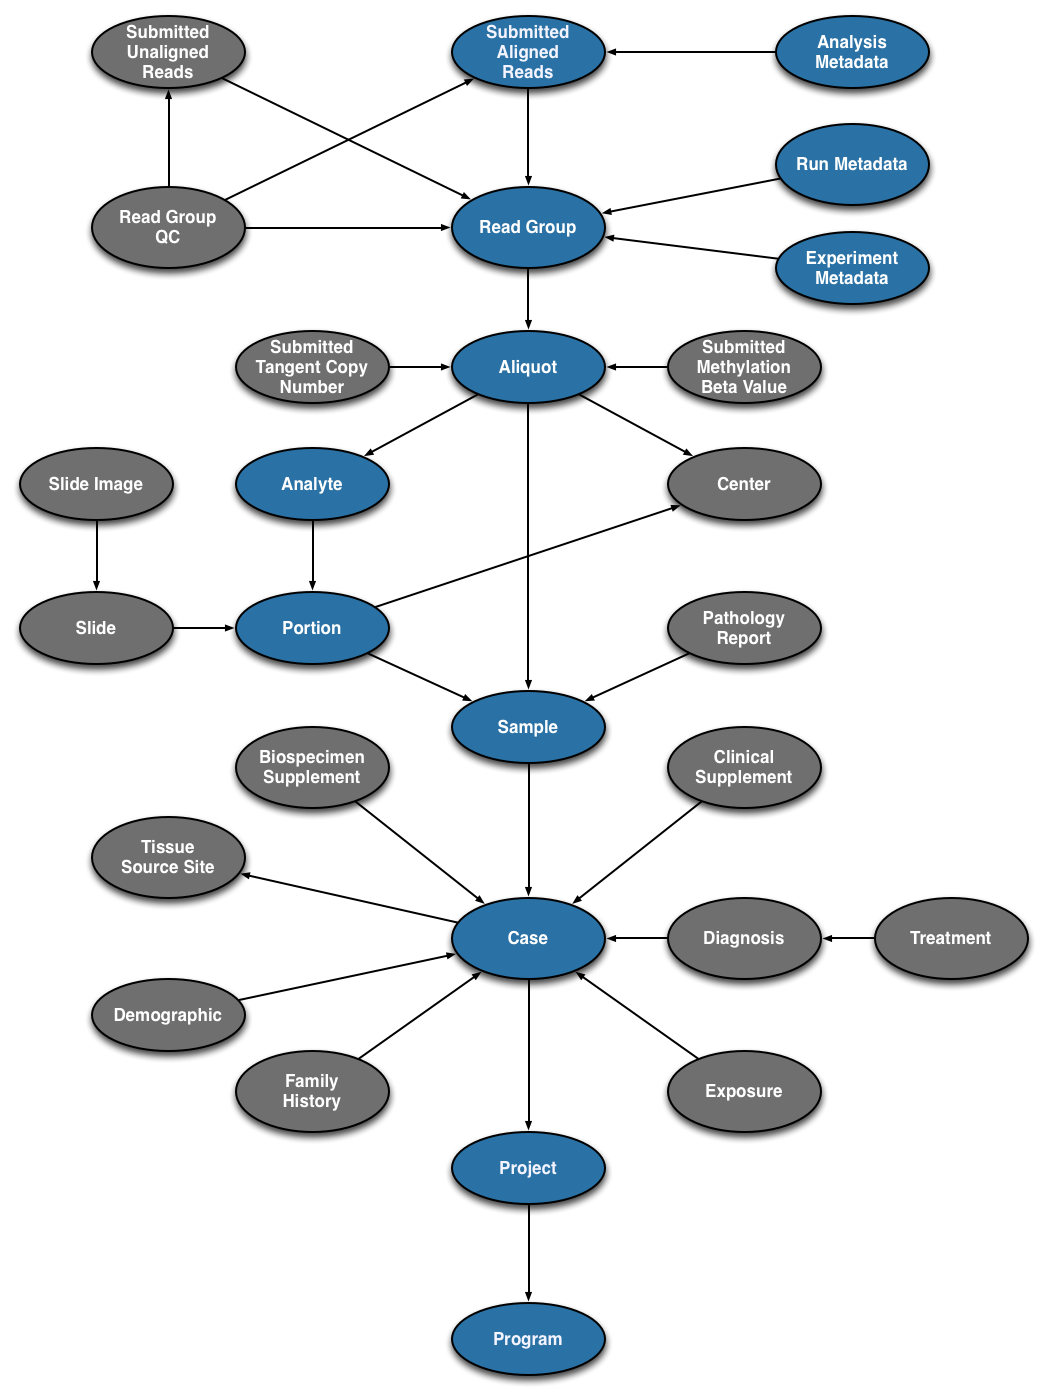 Submitted
Unaligned
Reads
Submitted
Aligned
Reads
Analysis
Metadata
Run Metadata
Read Group
QC
Read Group
Experiment
Metadata
Submitted
Tangent Copy
Number
Aliquot
Submitted
Methylation
Beta Value
Slide Image
Analyte
Center
Slide
Portion
Pathology
Report
Sample
Biospecimen
Supplement
Clinical
Supplement
Tissue
Source Site
Case
Diagnosis
Treatment
Demographic
Family
History
Exposure
Project
Program